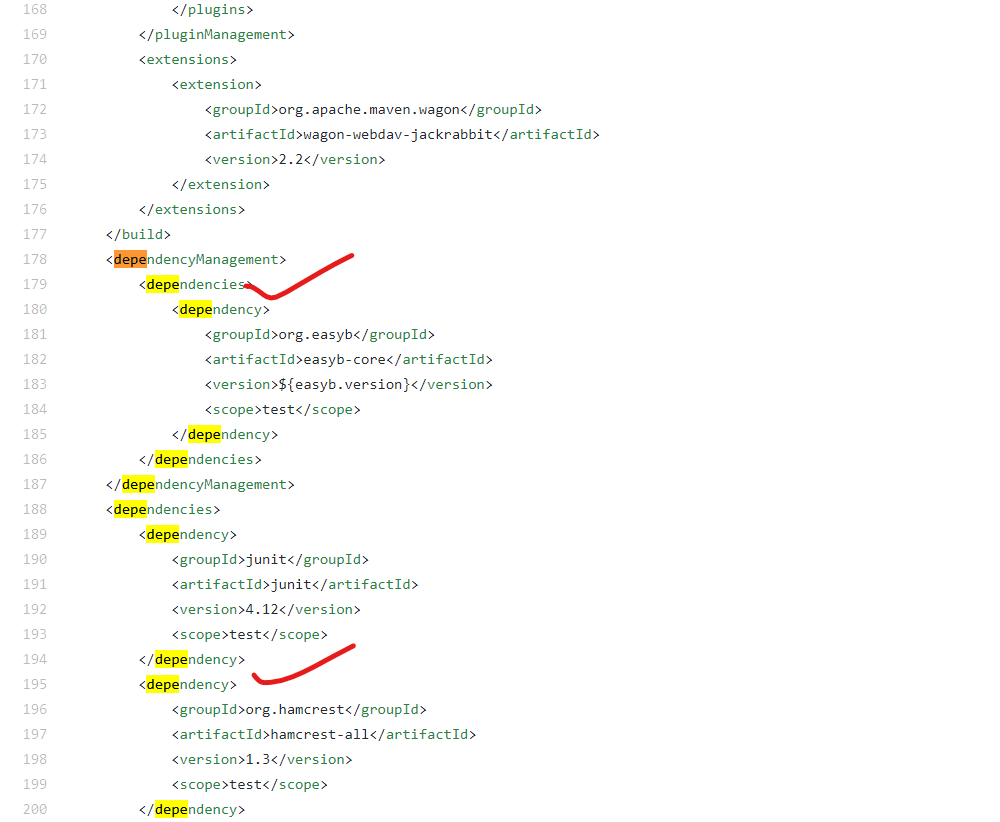 168 </plugins>
169 </pluginManagement>
170 <extensions>
171 <extension>
172 <groupId>org.apache.maven.wagon</groupId>
173 <artifactId>wagon-webdav-jackrabbit</artifactId>
174 <version>2.2</version>
175 </extension>
176 </extensions>
177 </build>
178 <dependencyManagement>
179 <dependencies>
180 <dependency>
181 <groupId>org.easyb</groupId>
182 <artifactId>easyb-core</artifactId>
183 <version>${easyb.version}</version>
184 <scope>test</scope>
185 </dependency>
186 </dependencies>
187 </dependencyManagement>
188 <dependencies>
189 <dependency>
190 <groupId>junit</groupId>
191 <artifactId>junit</artifactId>
192 <version>4.12</version>
193 <scope>test</scope>
194 </dependency>
195 <dependency>
196 <groupId>org.hamcrest</groupId>
197 <artifactId>hamcrest-all</artifactId>
198 <version>1.3</version>
199 <scope>test</scope>
200 </dependency>